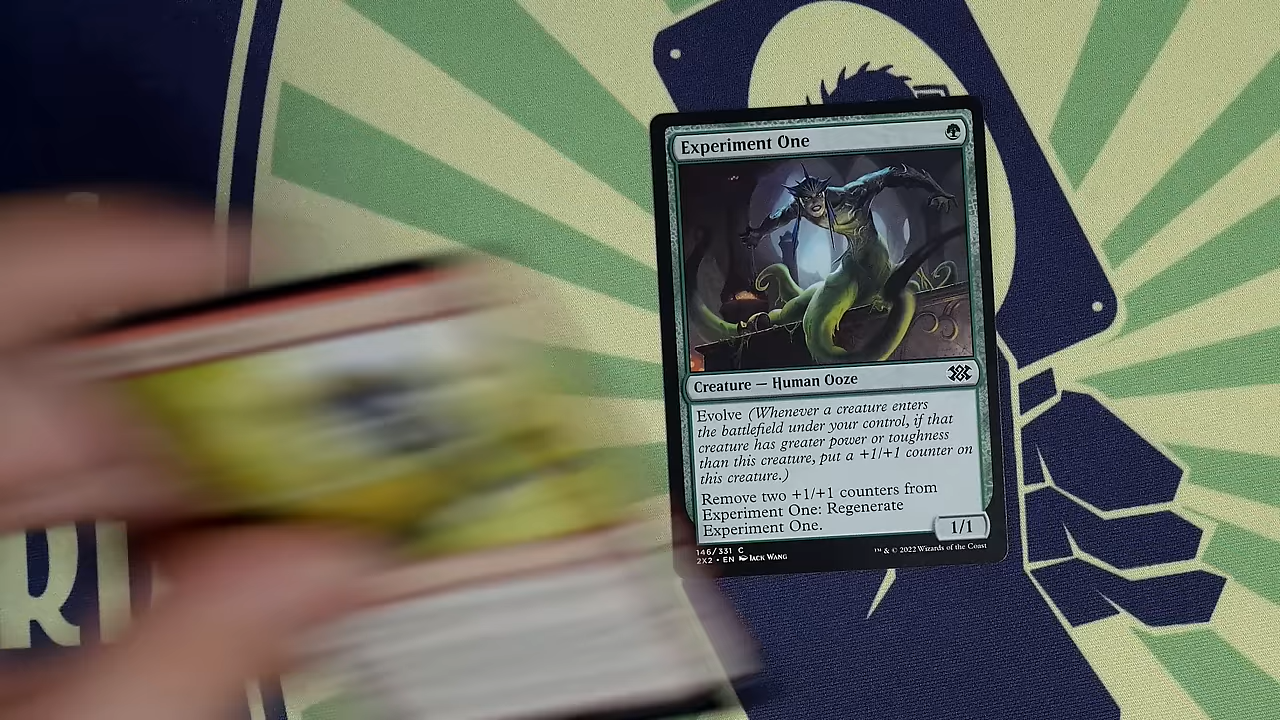 Experiment One
Creature — Human Ooze
Evolve (Whenever a creature enters
the battlefield under your control, if that
creature has greater power or toughness
than this creature, put a +1/+1 counter on
this creature.)
Remove two +1/+1 counters from
Experiment One: Regenerate
Experiment One.
1/1
146/331 C
2X2 • EN Jack Wang
™ & © 2022 Wizards of the Coast
R